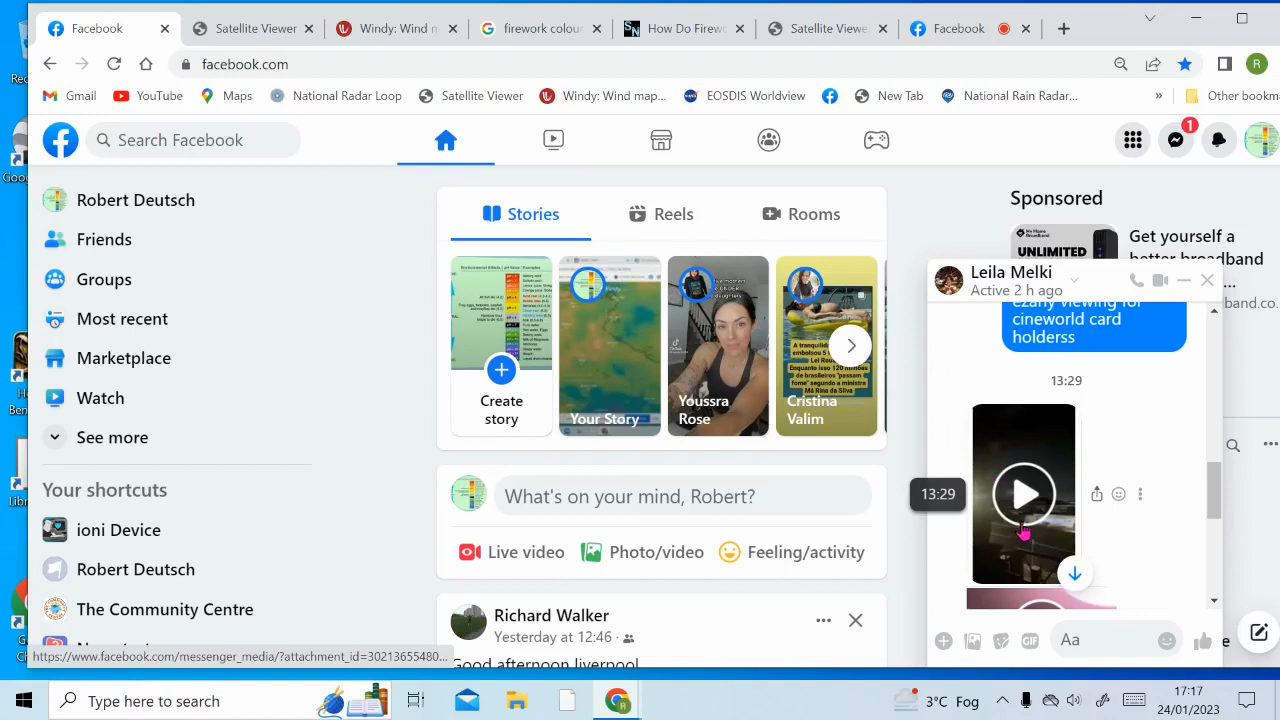 Facebook
Satellite Viewer
Windy: Wind m
firework colou
How Do Firew
Satellite Viewe
Facebook
facebook.com
R
Gmail
YouTube
Maps
National Radar Loop
Satellite Viewer
Windy: Wind map...
EOSDIS Worldview
New Tab
National Rain Radar...
»
Other bookm
Search Facebook
1
Robert Deutsch
Friends
Groups
Most recent
Marketplace
Watch
See more
Your shortcuts
ioni Device
Robert Deutsch
The Community Centre
https://www.facebook.com/messenger_media/?attachment_id=30213655480...
Stories
Reels
Rooms
Create
story
Your Story
Youssra
Rose
Cristina
Valim
What's on your mind, Robert?
Live video
Photo/video
Feeling/activity
Richard Walker
Yesterday at 12:46 ·
Good afternoon liverpool
Sponsored
UNLIMITED
Get yourself a
better broadband
Leila Melki
Active 2 h ago
ezany viewing for
cineworld card
holderss
13:29
13:29
GIF
Aa
Type here to search
3°C Fog
17:17
24/01/2023